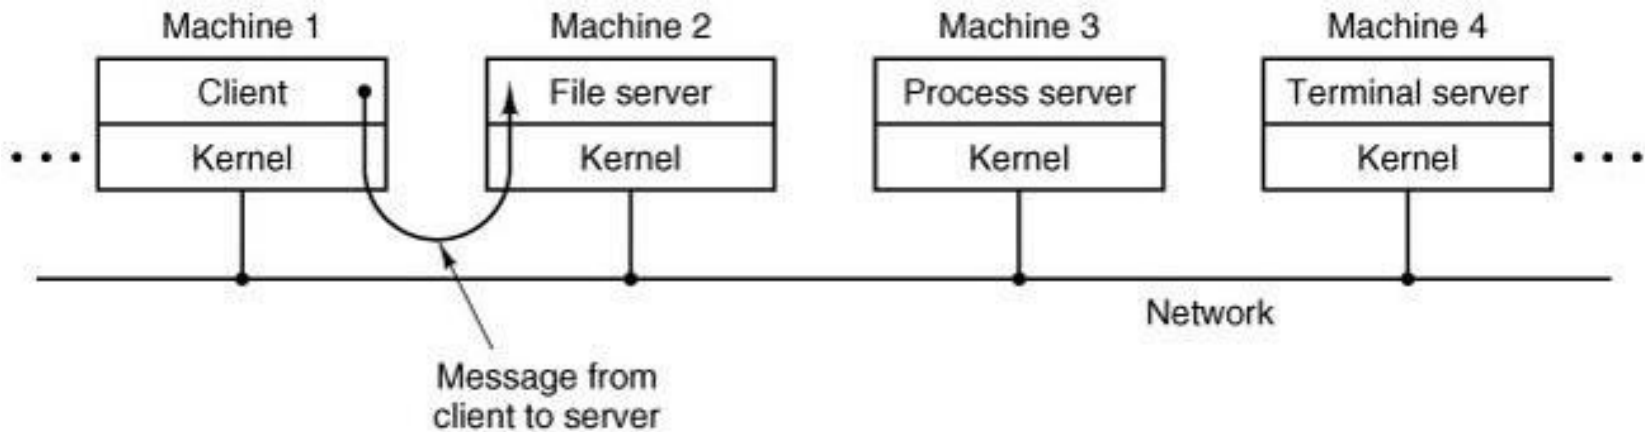 Machine 1
Machine 2
Machine 3
Machine 4
Client
File server
Process server
Terminal server
Kernel
Kernel
Kernel
Kernel
Network
Message from
client to server